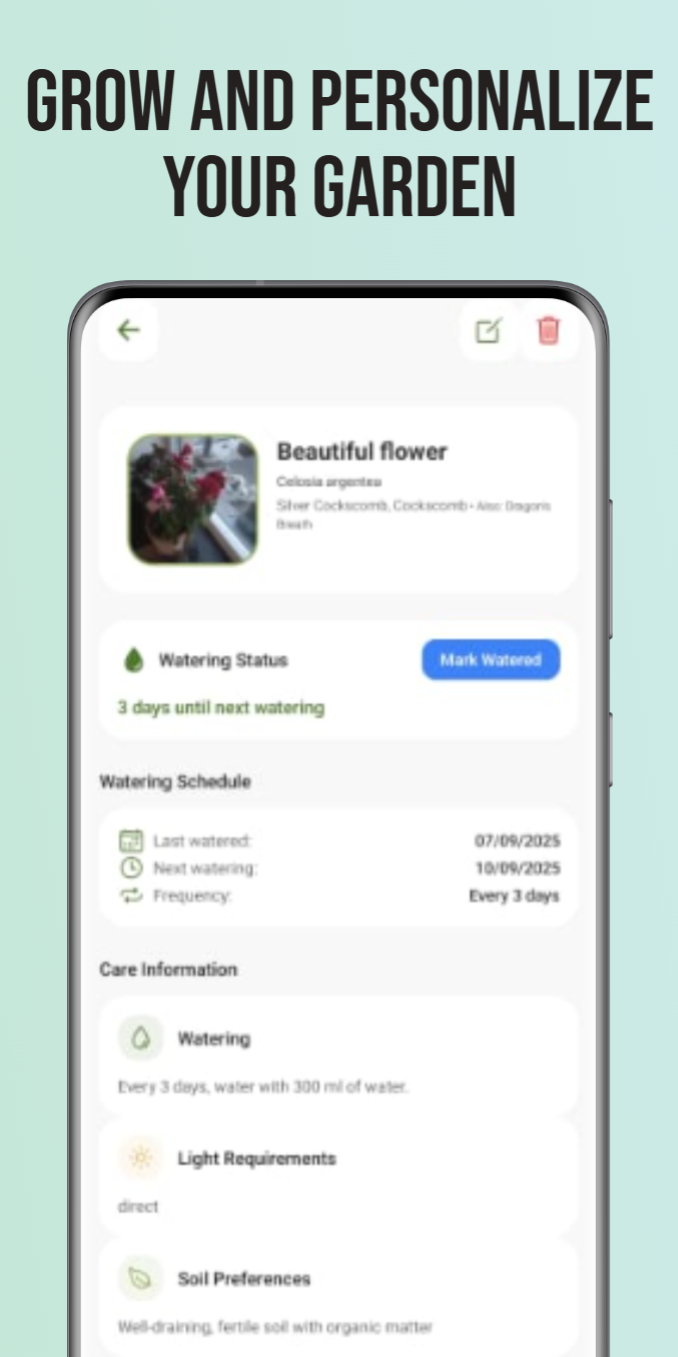 GROW AND PERSONALIZE
YOUR GARDEN
Beautiful flower
Celosia argentea
Silver Cockscomb, Cockscomb • Also: Dragon's
Breath
Watering Status
Mark Watered
3 days until next watering
Watering Schedule
Last watered: 07/09/2025
Next watering: 10/09/2025
Frequency: Every 3 days
Care Information
Watering
Every 3 days, water with 300 ml of water.
Light Requirements
direct
Soil Preferences
Well-draining, fertile soil with organic matter